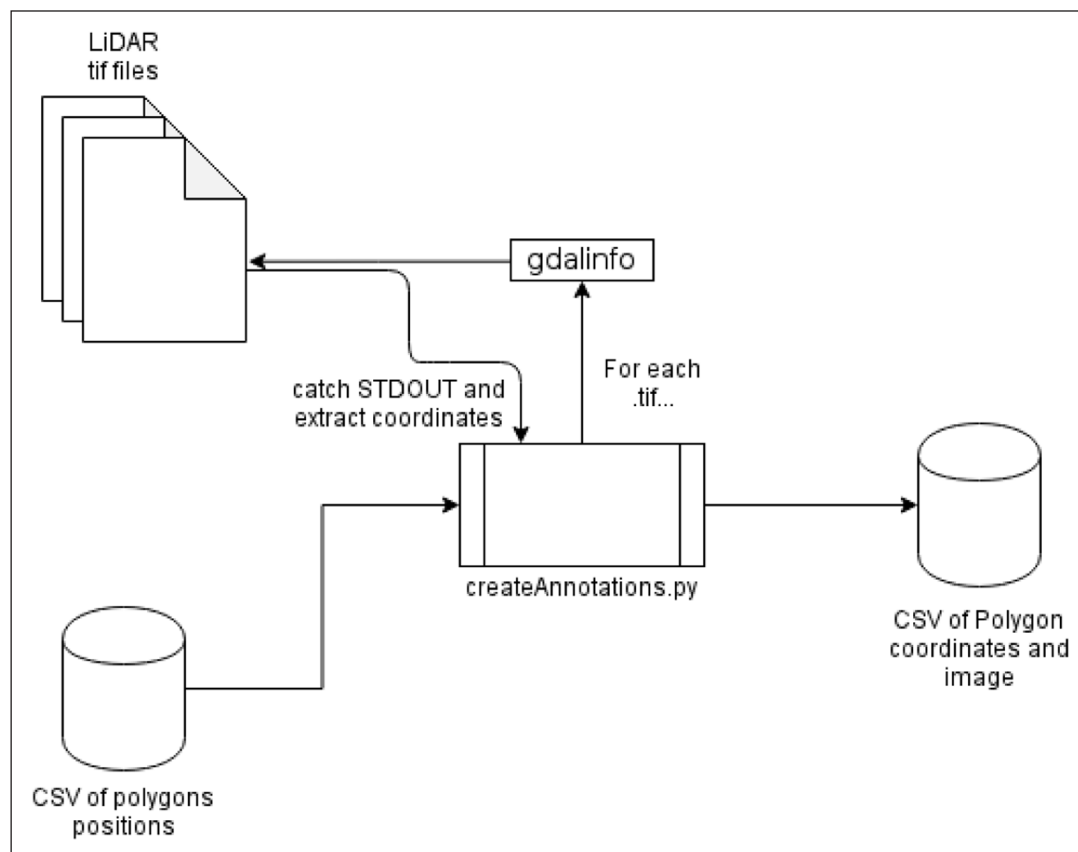 LiDAR
tif files
gdalinfo
catch STDOUT and
extract coordinates
For each
.tif...
createAnnotations.py
CSV of Polygon
coordinates and
image
CSV of polygons
positions